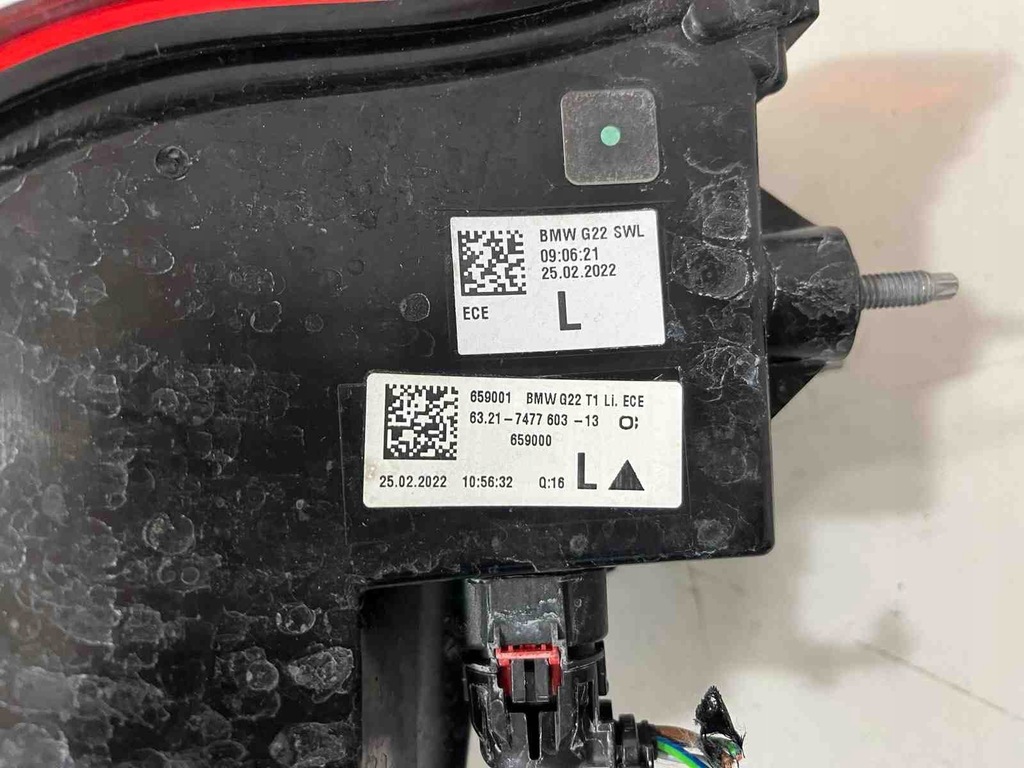 BMW G22 SWL
09:06:21
25.02.2022
ECE L
659001 BMW G22 T1 Li. ECE
63.21-7477 603 -13 O;
659000
25.02.2022 10:56:32 Q:16 L